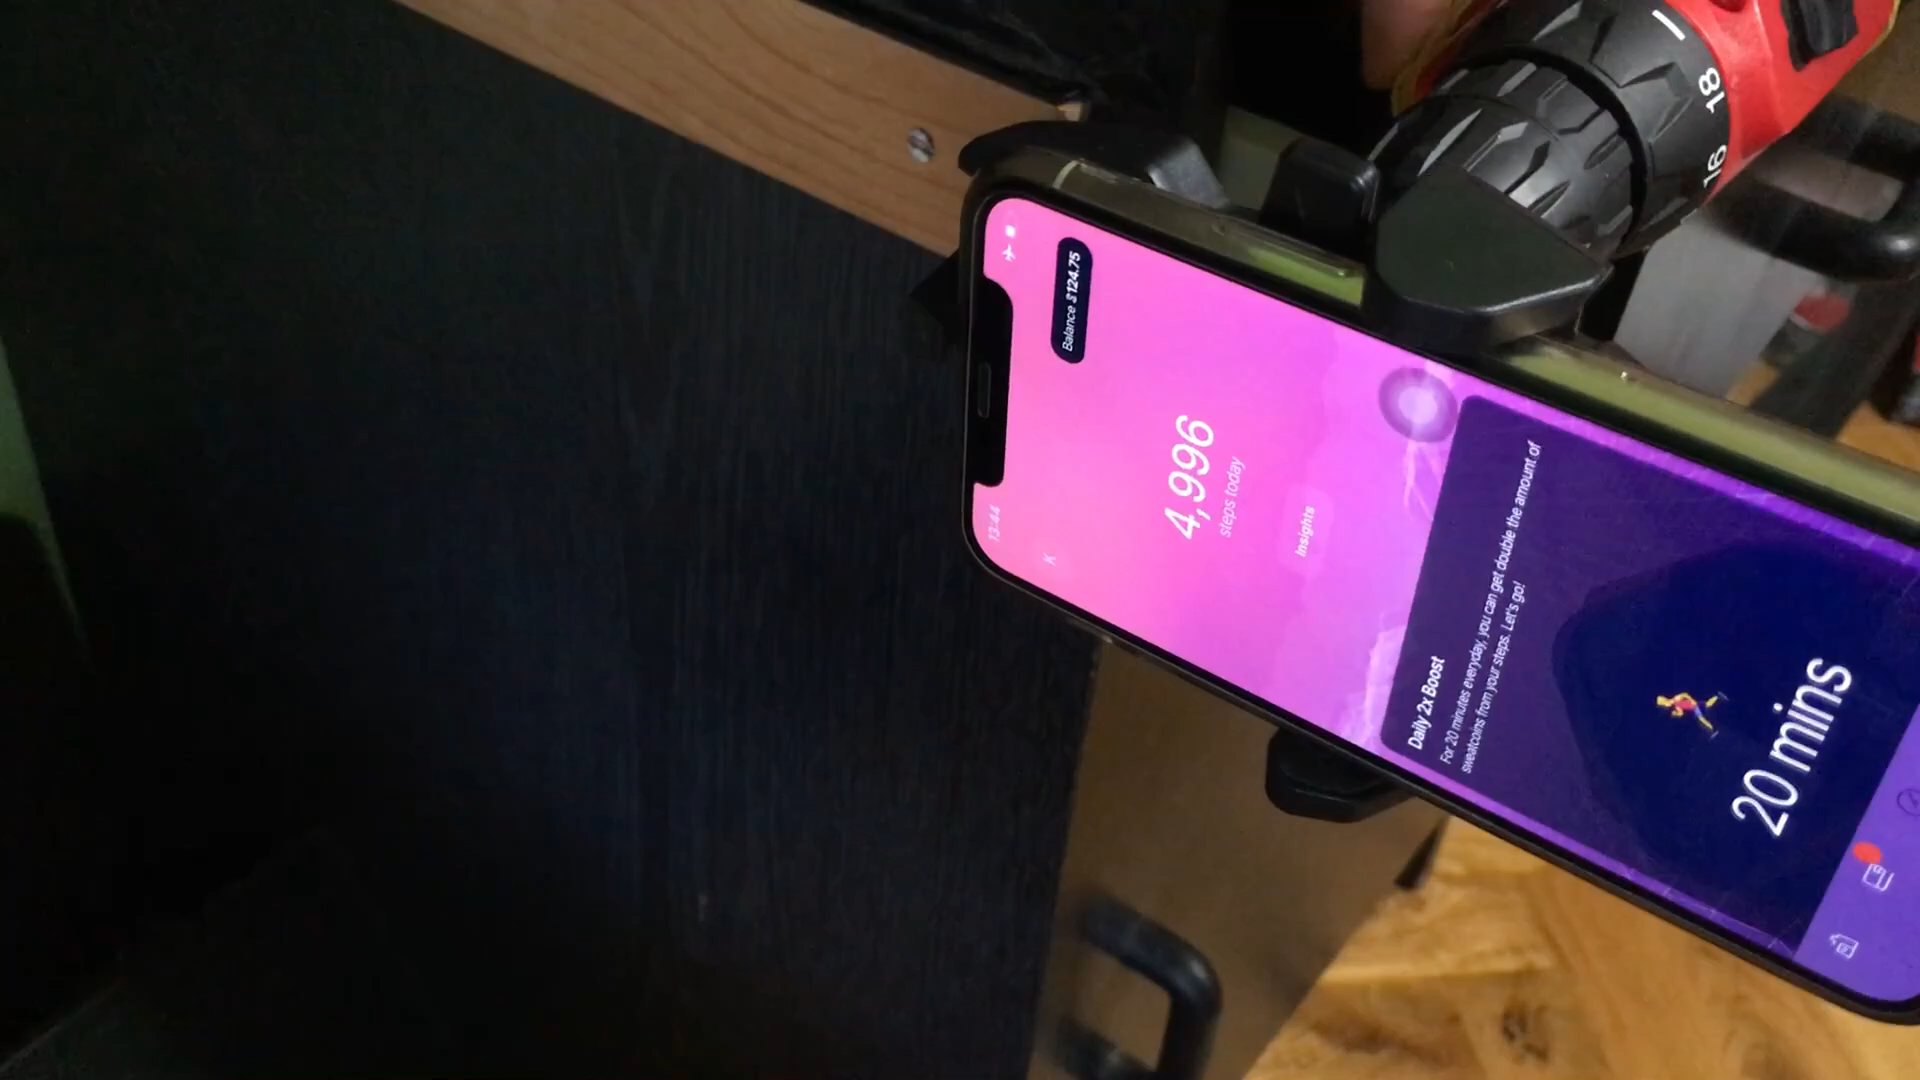 13:44
K
Balance $124.75
4,996
steps today
Insights
Daily 2x Boost
For 20 minutes everyday, you can get double the amount of
sweatcoins from your steps. Let's go!
20 mins
18
16